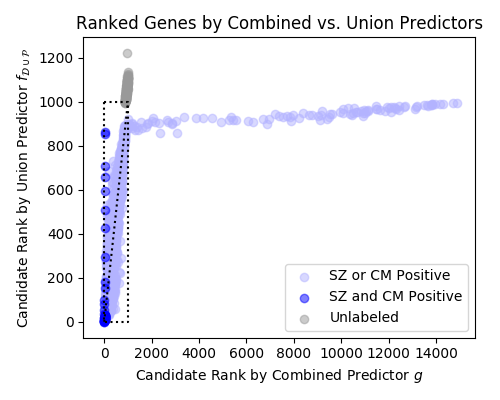 Ranked Genes by Combined vs. Union Predictors
Candidate Rank by Union Predictor f_{D∪P}
1200
1000
800
600
400
200
0
0 2000 4000 6000 8000 10000 12000 14000
Candidate Rank by Combined Predictor g
SZ or CM Positive
SZ and CM Positive
Unlabeled